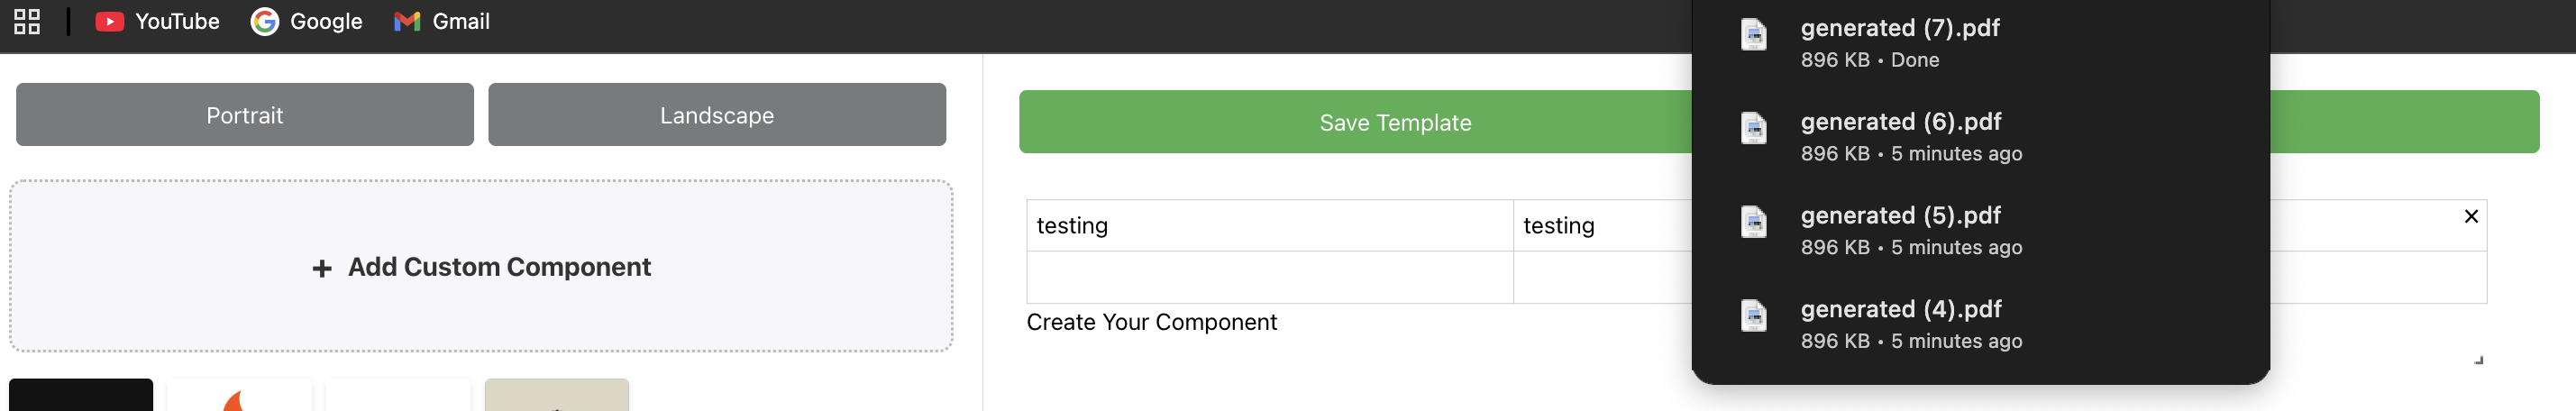 YouTube
Google
Gmail
generated (7).pdf
896 KB • Done
generated (6).pdf
896 KB • 5 minutes ago
generated (5).pdf
896 KB • 5 minutes ago
generated (4).pdf
896 KB • 5 minutes ago
Portrait
Landscape
+ Add Custom Component
Save Template
testing
testing
×
Create Your Component